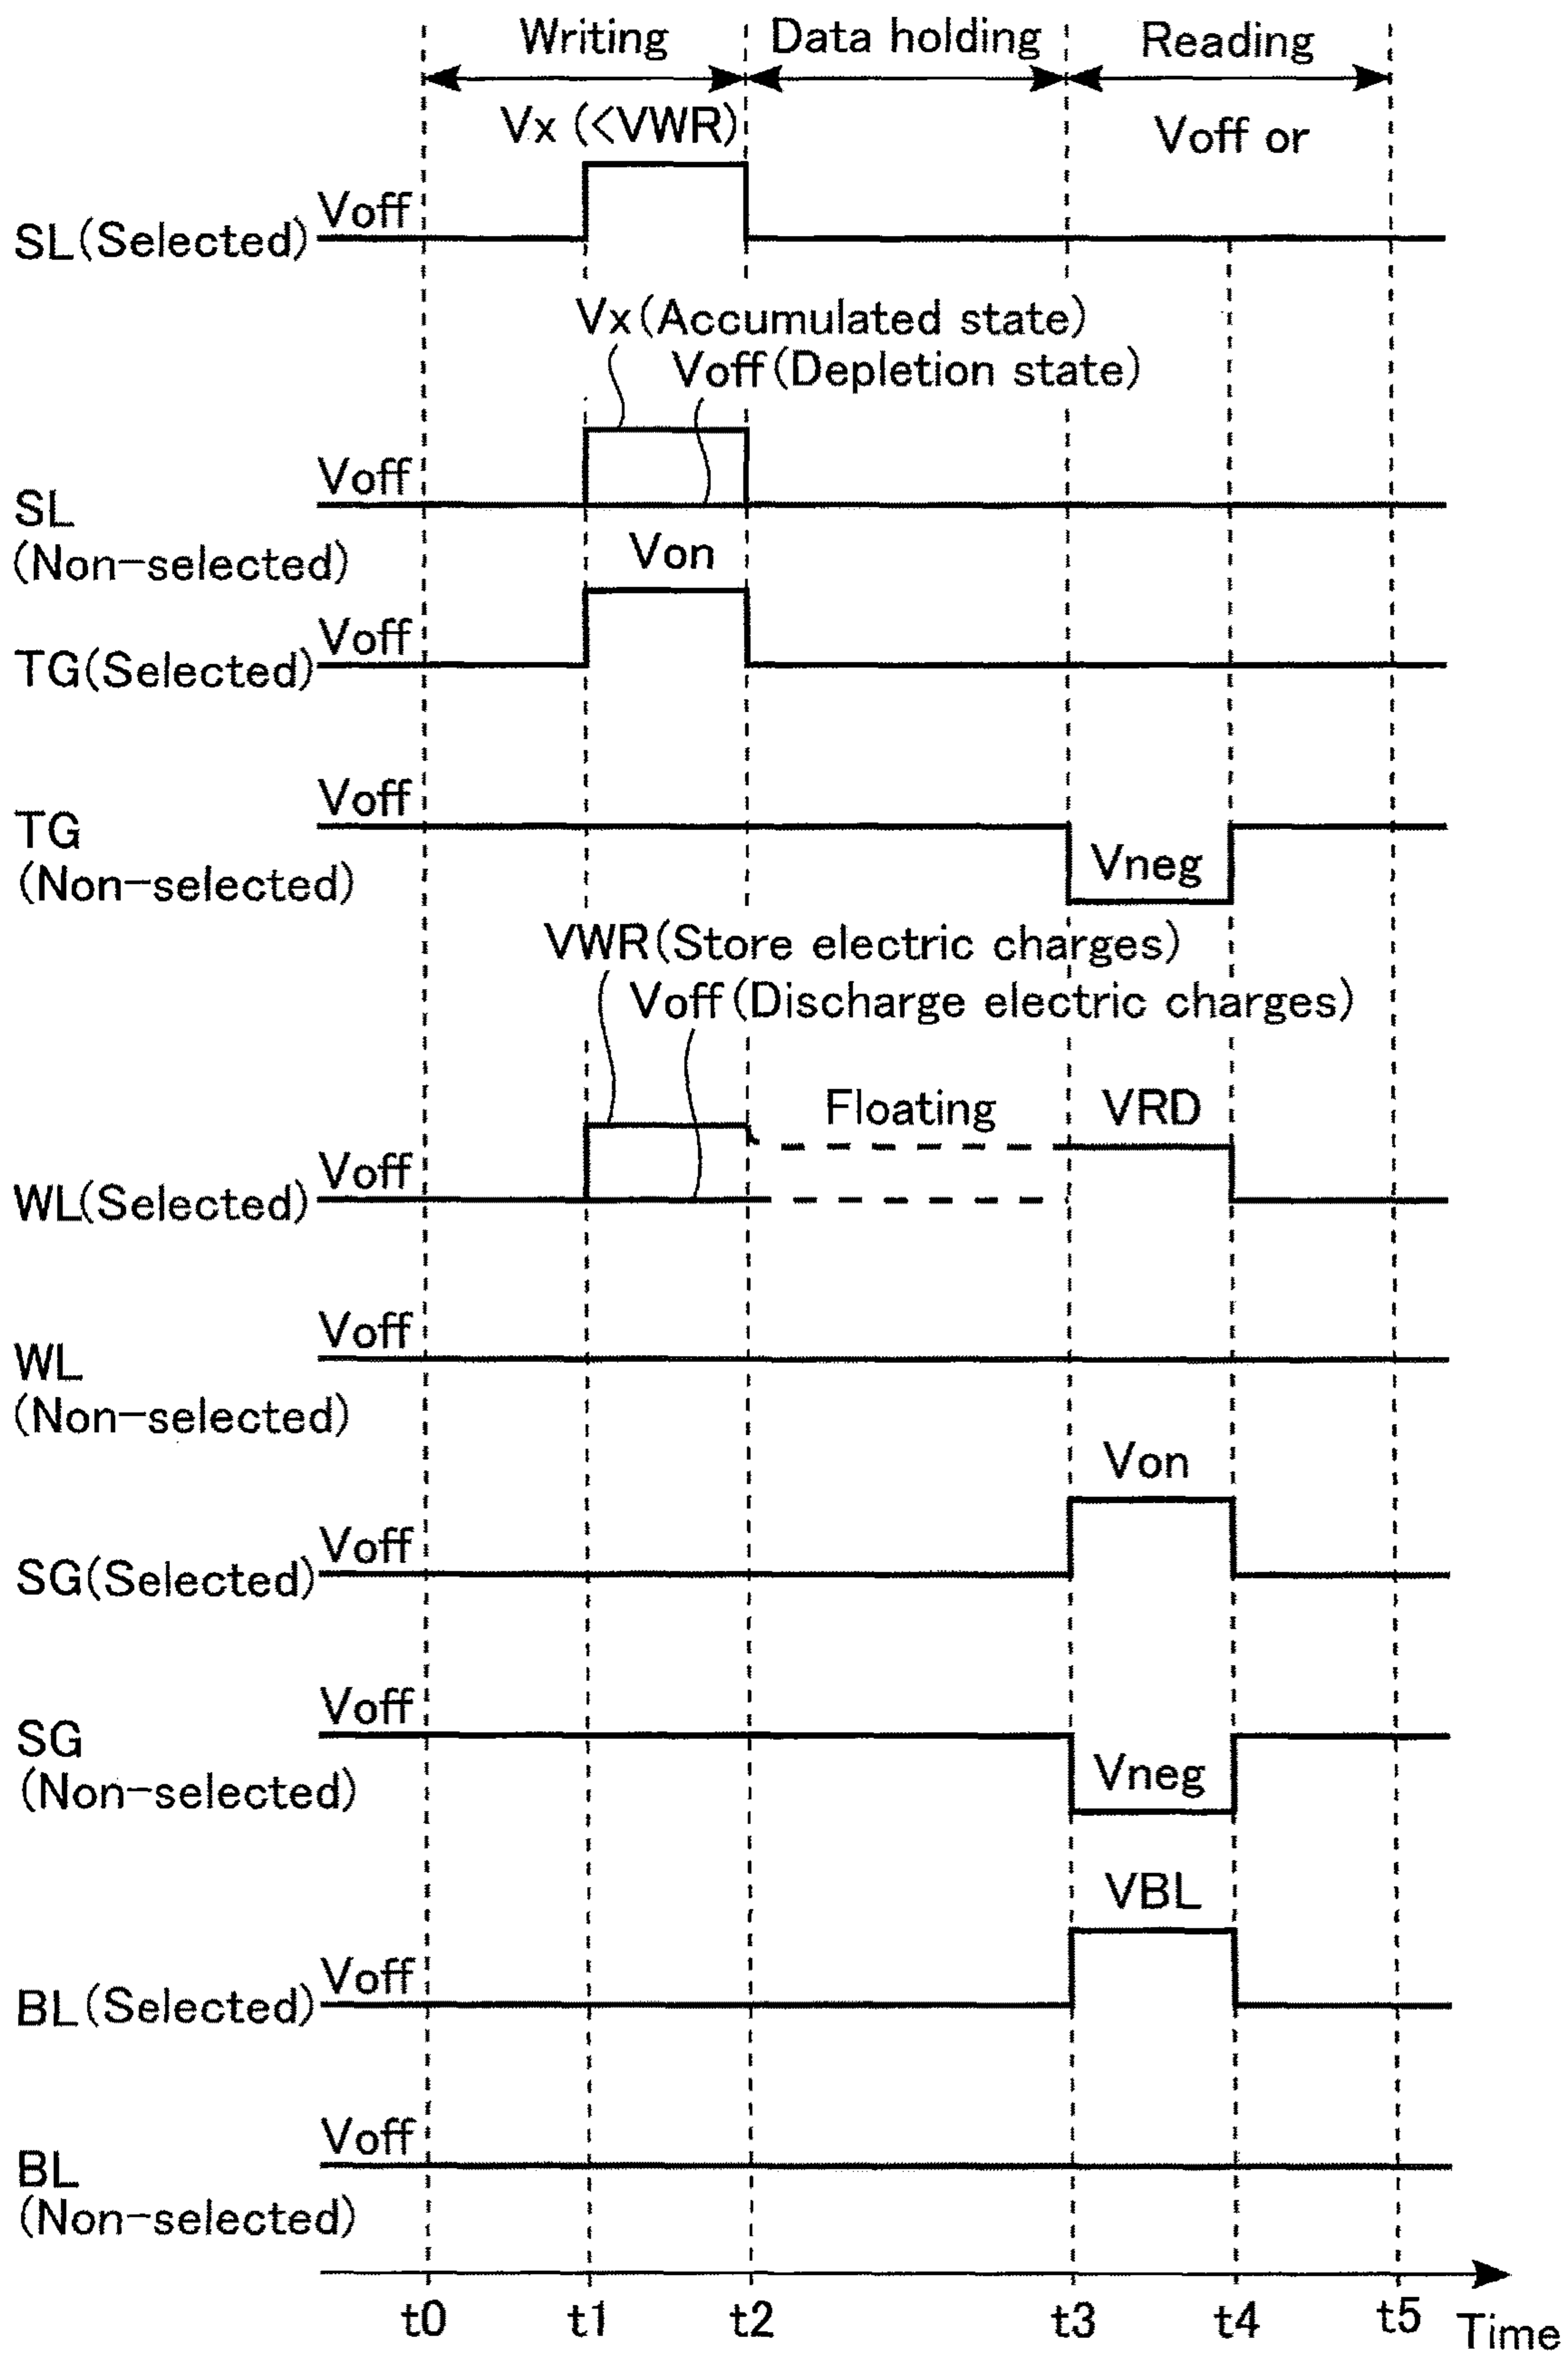 Writing Data holding Reading
Vx (<VWR) Voff or
Voff
SL(Selected)
Vx(Accumulated state)
Voff(Depletion state)
Voff
SL
(Non-selected)
Von
Voff
TG(Selected)
Voff
TG
(Non-selected)
Vneg
VWR(Store electric charges)
Voff(Discharge electric charges)
Floating VRD
Voff
WL(Selected)
Voff
WL
(Non-selected)
Von
Voff
SG(Selected)
Voff
SG
(Non-selected)
Vneg
VBL
Voff
BL(Selected)
Voff
BL
(Non-selected)
t0 t1 t2 t3 t4 t5 Time